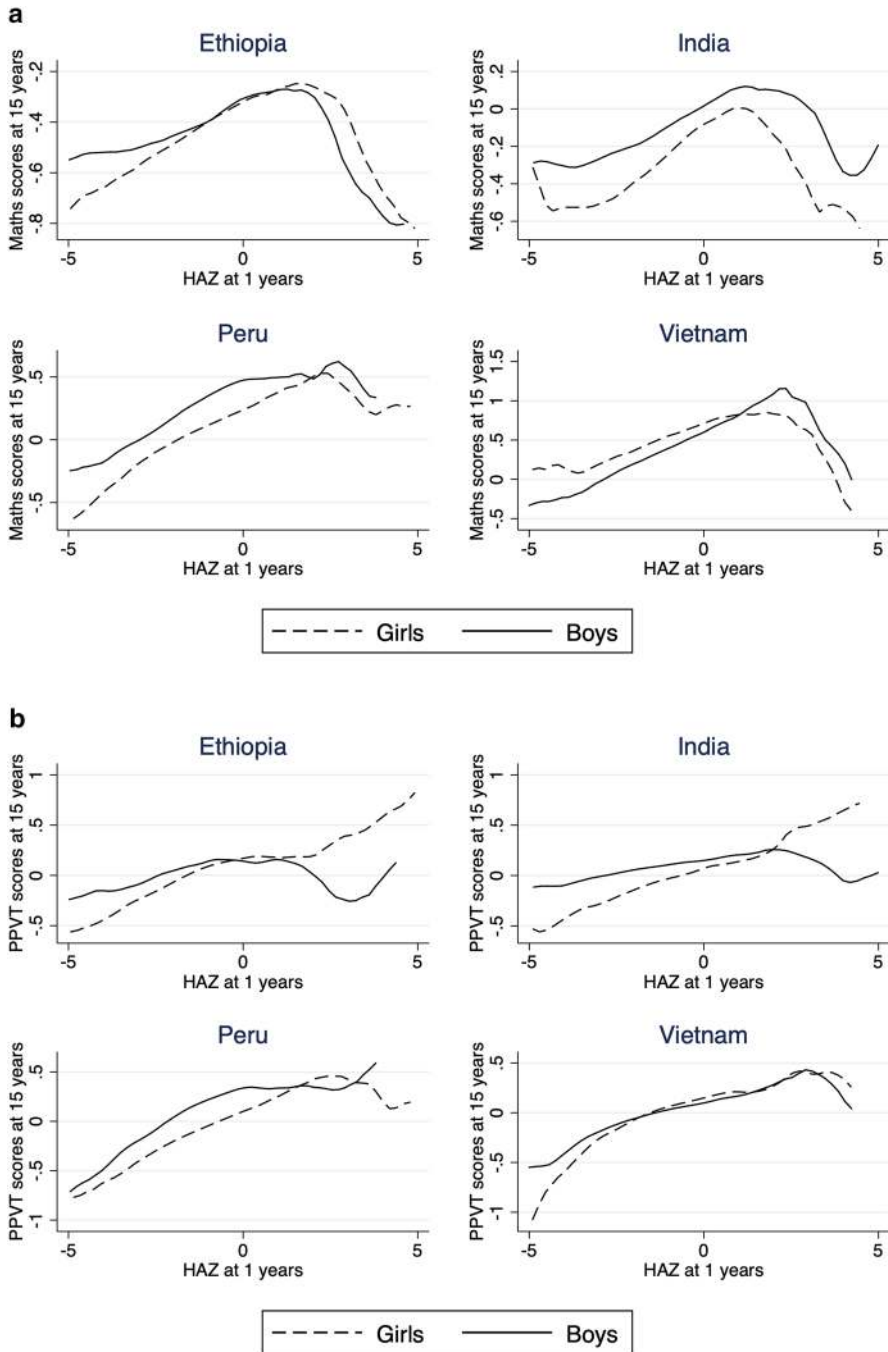 a
Ethiopia
Maths scores at 15 years
-.2
-.4
-.6
-.8
-5 0 5
HAZ at 1 years
India
Maths scores at 15 years
.2
0
-.2
-.4
-.6
-5 0 5
HAZ at 1 years
Peru
Maths scores at 15 years
.5
0
-.5
-5 0 5
HAZ at 1 years
Vietnam
Maths scores at 15 years
1.5
1
.5
0
-.5
-5 0 5
HAZ at 1 years
Girls Boys
b
Ethiopia
PPVT scores at 15 years
1
.5
0
-.5
-5 0 5
HAZ at 1 years
India
PPVT scores at 15 years
1
.5
0
-.5
-5 0 5
HAZ at 1 years
Peru
PPVT scores at 15 years
.5
0
-.5
-1
-5 0 5
HAZ at 1 years
Vietnam
PPVT scores at 15 years
.5
0
-.5
-1
-5 0 5
HAZ at 1 years
Girls Boys